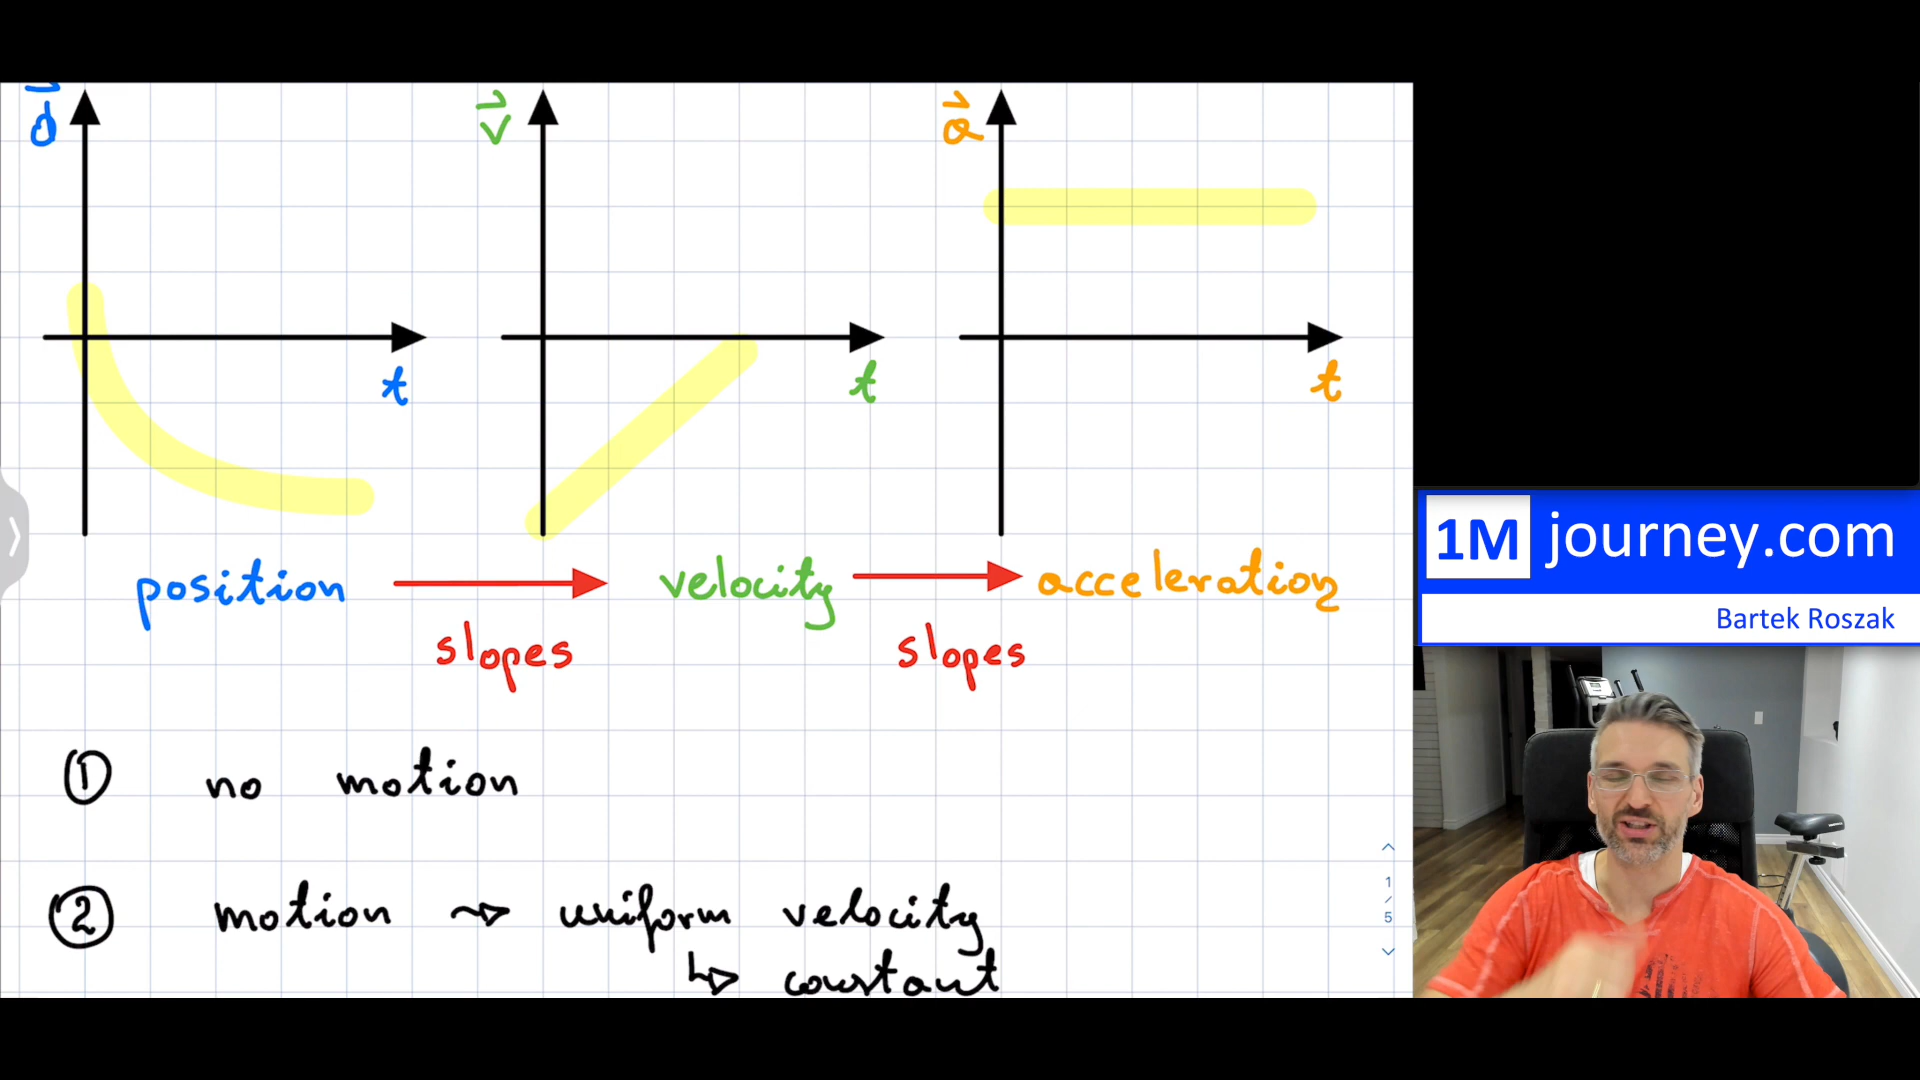 d v a
t t t
position velocity acceleration
slopes slopes
1 no motion
2 motion ⇝ uniform velocity
↳ constant
1
/
5
1M journey.com
Bartek Roszak